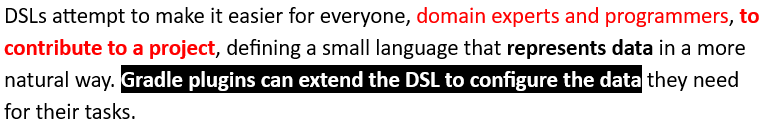 DSLs attempt to make it easier for everyone, domain experts and programmers, to
contribute to a project, defining a small language that represents data in a more
natural way. Gradle plugins can extend the DSL to configure the data they need
for their tasks.